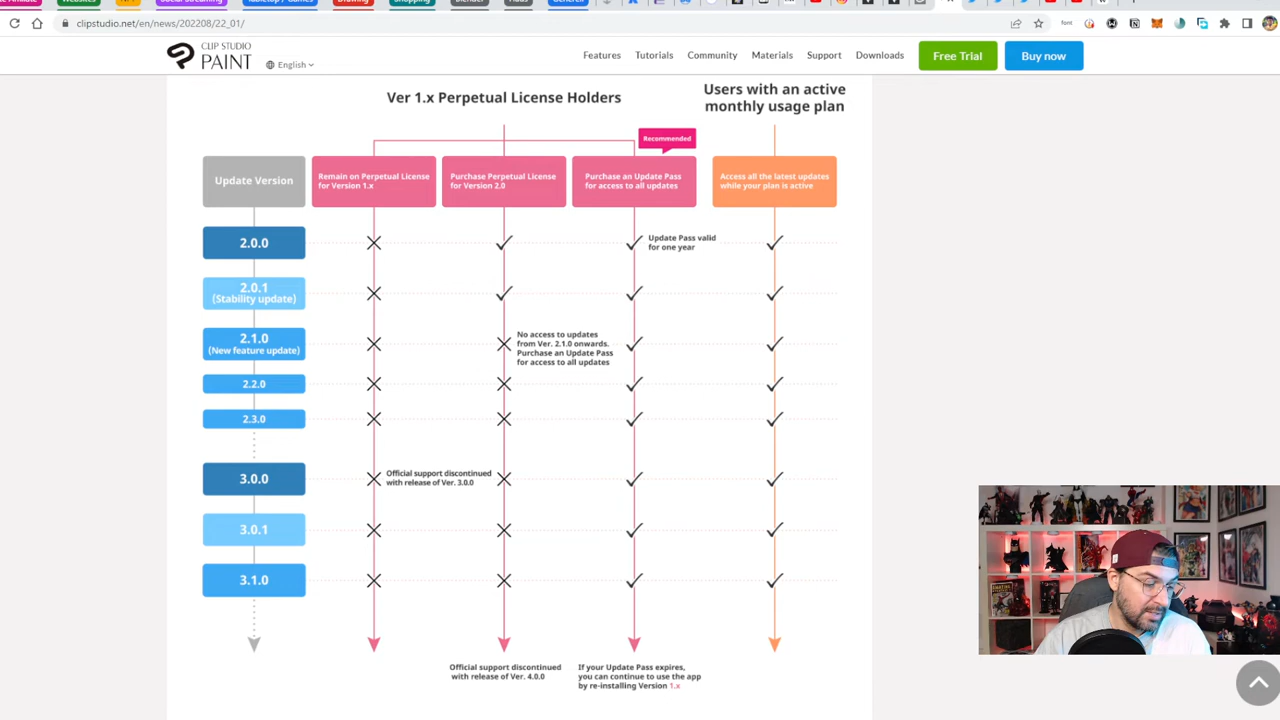 clipstudio.net/en/news/202208/22_01/
CLIP STUDIO
PAINT
English
Features
Tutorials
Community
Materials
Support
Downloads
Free Trial
Buy now
Ver 1.x Perpetual License Holders
Users with an active
monthly usage plan
Recommended
Update Version
Remain on Perpetual License
for Version 1.x
Purchase Perpetual License
for Version 2.0
Purchase an Update Pass
for access to all updates
Access all the latest updates
while your plan is active
2.0.0
Update Pass valid
for one year
2.0.1
(Stability update)
2.1.0
(New feature update)
No access to updates
from Ver. 2.1.0 onwards.
Purchase an Update Pass
for access to all updates
2.2.0
2.3.0
3.0.0
Official support discontinued
with release of Ver. 3.0.0
3.0.1
3.1.0
Official support discontinued
with release of Ver. 4.0.0
If your Update Pass expires,
you can continue to use the app
by re-installing Version 1.x